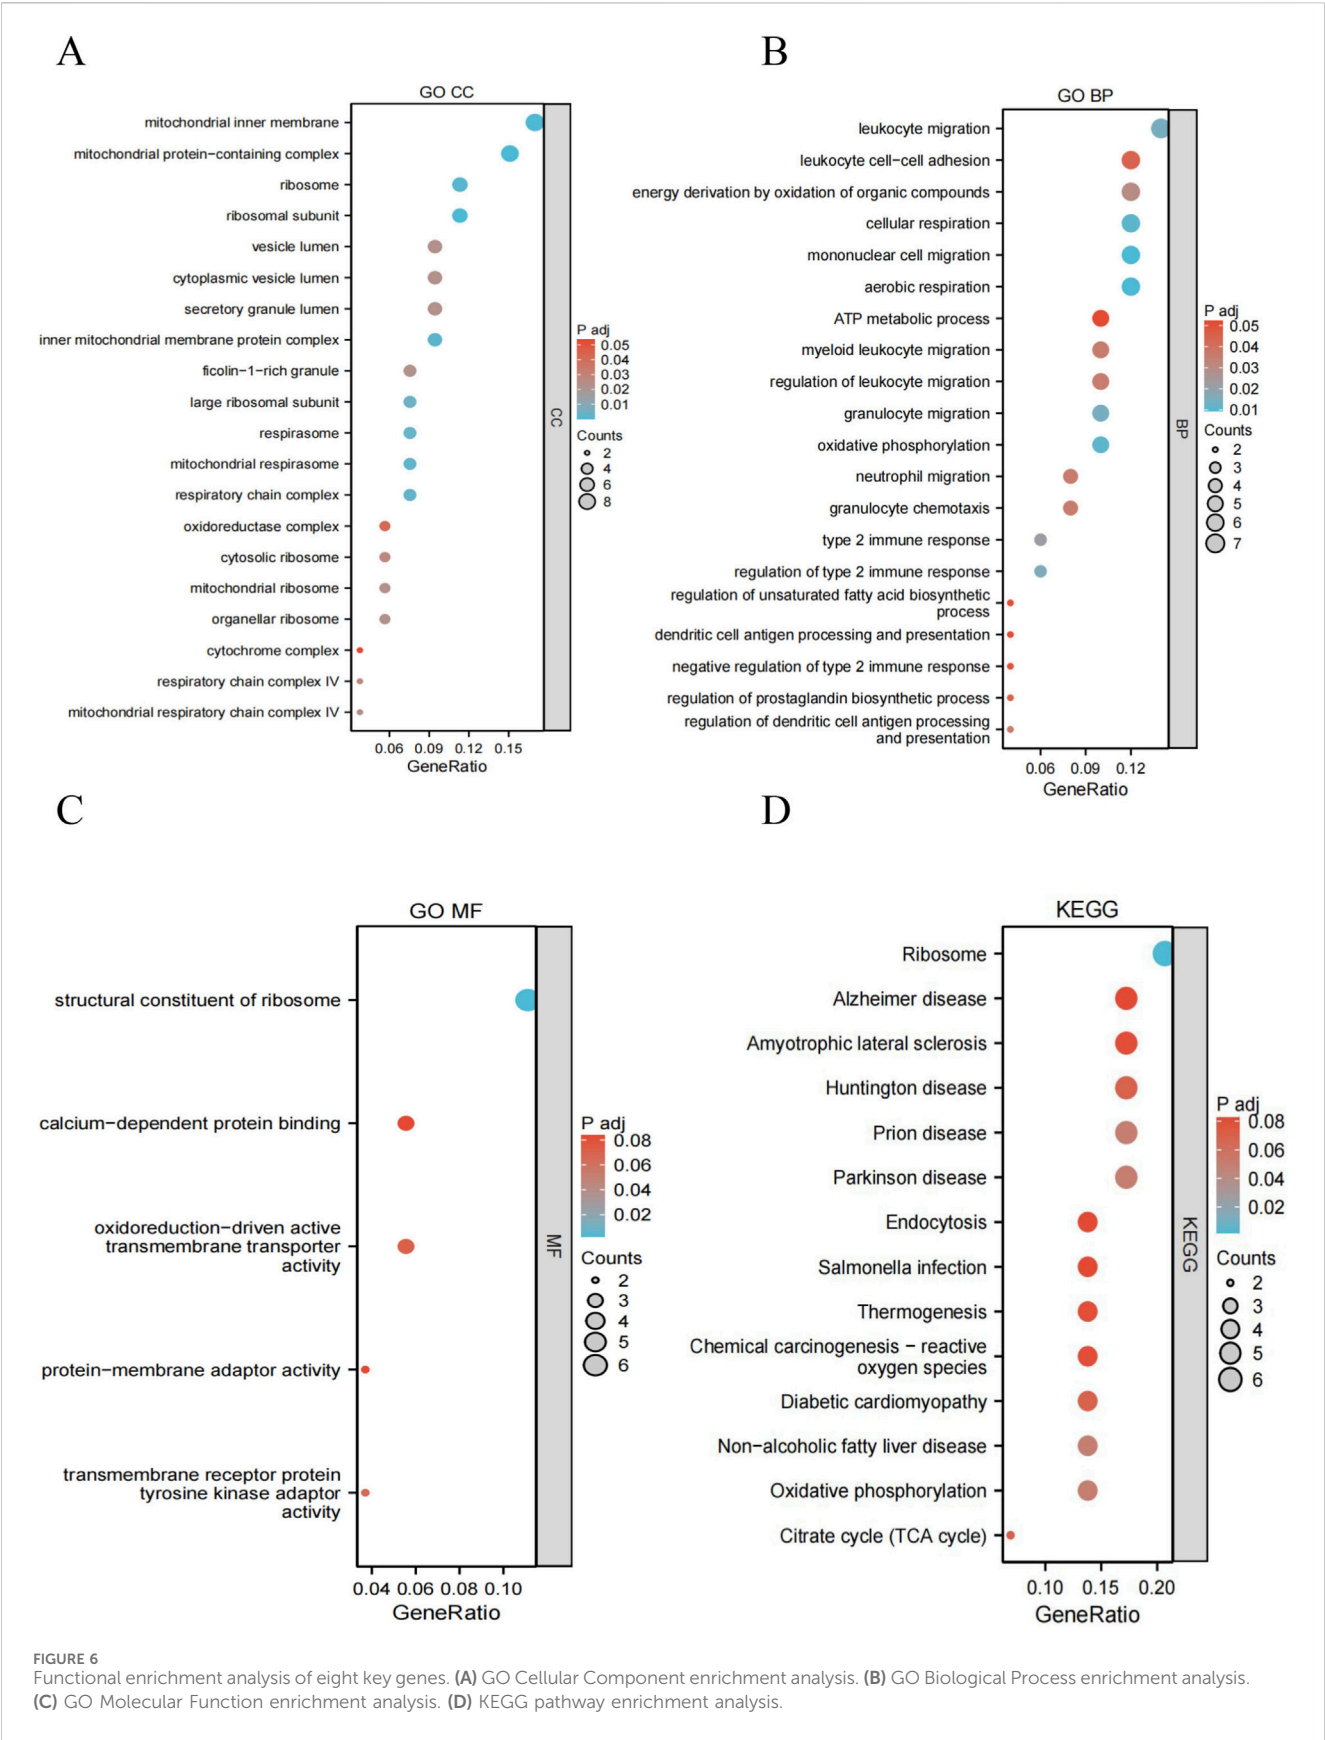 A
GO CC
mitochondrial inner membrane
mitochondrial protein−containing complex
ribosome
ribosomal subunit
vesicle lumen
cytoplasmic vesicle lumen
secretory granule lumen
inner mitochondrial membrane protein complex
ficolin−1−rich granule
large ribosomal subunit
respirasome
mitochondrial respirasome
respiratory chain complex
oxidoreductase complex
cytosolic ribosome
mitochondrial ribosome
organellar ribosome
cytochrome complex
respiratory chain complex IV
mitochondrial respiratory chain complex IV
0.06 0.09 0.12 0.15
GeneRatio
CC
P adj
0.05
0.04
0.03
0.02
0.01
Counts
2
4
6
8
B
GO BP
leukocyte migration
leukocyte cell−cell adhesion
energy derivation by oxidation of organic compounds
cellular respiration
mononuclear cell migration
aerobic respiration
ATP metabolic process
myeloid leukocyte migration
regulation of leukocyte migration
granulocyte migration
oxidative phosphorylation
neutrophil migration
granulocyte chemotaxis
type 2 immune response
regulation of type 2 immune response
regulation of unsaturated fatty acid biosynthetic
process
dendritic cell antigen processing and presentation
negative regulation of type 2 immune response
regulation of prostaglandin biosynthetic process
regulation of dendritic cell antigen processing
and presentation
0.06 0.09 0.12
GeneRatio
BP
P adj
0.05
0.04
0.03
0.02
0.01
Counts
2
3
4
5
6
7
C
GO MF
structural constituent of ribosome
calcium−dependent protein binding
oxidoreduction−driven active
transmembrane transporter
activity
protein−membrane adaptor activity
transmembrane receptor protein
tyrosine kinase adaptor
activity
0.04 0.06 0.08 0.10
GeneRatio
MF
P adj
0.08
0.06
0.04
0.02
Counts
2
3
4
5
6
D
KEGG
Ribosome
Alzheimer disease
Amyotrophic lateral sclerosis
Huntington disease
Prion disease
Parkinson disease
Endocytosis
Salmonella infection
Thermogenesis
Chemical carcinogenesis − reactive
oxygen species
Diabetic cardiomyopathy
Non−alcoholic fatty liver disease
Oxidative phosphorylation
Citrate cycle (TCA cycle)
0.10 0.15 0.20
GeneRatio
KEGG
P adj
0.08
0.06
0.04
0.02
Counts
2
3
4
5
6
FIGURE 6
Functional enrichment analysis of eight key genes. (A) GO Cellular Component enrichment analysis. (B) GO Biological Process enrichment analysis.
(C) GO Molecular Function enrichment analysis. (D) KEGG pathway enrichment analysis.